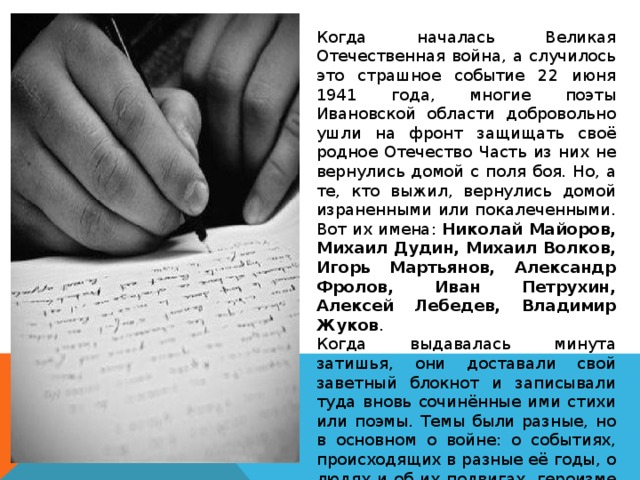 Когда началась Великая
Отечественная война, а случилось
это страшное событие 22 июня
1941 года, многие поэты
Ивановской области добровольно
ушли на фронт защищать своё
родное Отечество Часть из них не
вернулись домой с поля боя. Но, а
те, кто выжил, вернулись домой
израненными или покалеченными.
Вот их имена: Николай Майоров,
Михаил Дудин, Михаил Волков,
Игорь Мартьянов, Александр
Фролов, Иван Петрухин,
Алексей Лебедев, Владимир
Жуков.
Когда выдавалась минута
затишья, они доставали свой
заветный блокнот и записывали
туда вновь сочинённые ими стихи
или поэмы. Темы были разные, но
в основном о войне: о событиях,
происходящих в разные её годы, о
людях и об их подвигах, героизме